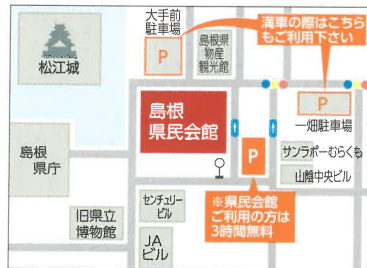 大手前
駐車場
P
満車の際はこちら
もご利用下さい
松江城
島根県
物産
観光館
P
一畑駐車場
島根
県民会館
島根
県庁
P
サンラポーむらくも
山陰中央ビル
※県民会館
ご利用の方は
3時間無料
センチュリー
ビル
旧県立
博物館
JA
ビル